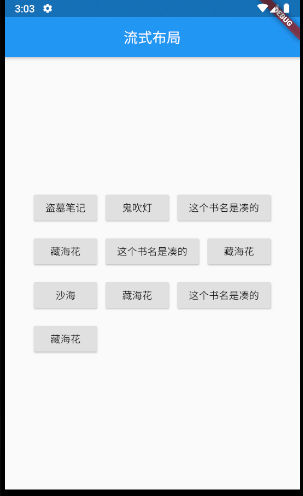 3:03
DEBUG
流式布局
盗墓笔记 鬼吹灯 这个书名是凑的
藏海花 这个书名是凑的 藏海花
沙海 藏海花 这个书名是凑的
藏海花